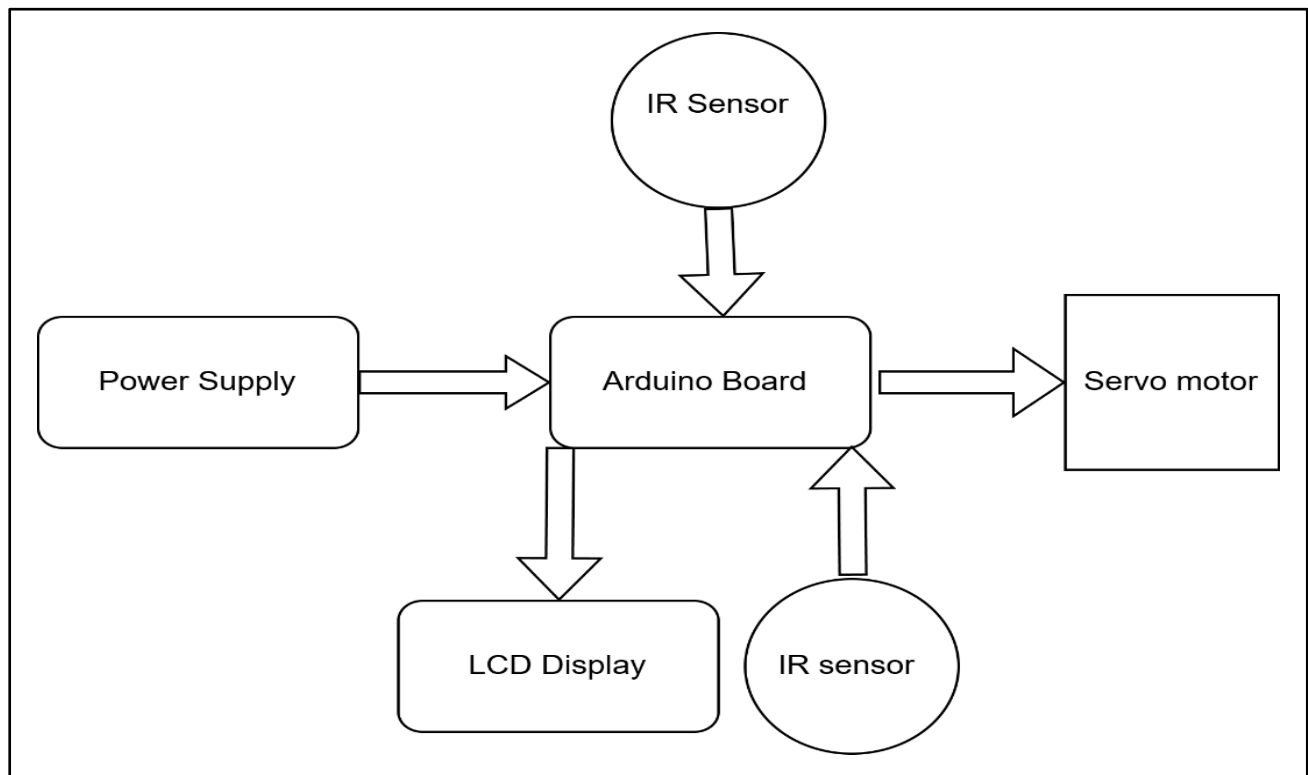 IR Sensor
Power Supply
Arduino Board
Servo motor
LCD Display
IR sensor